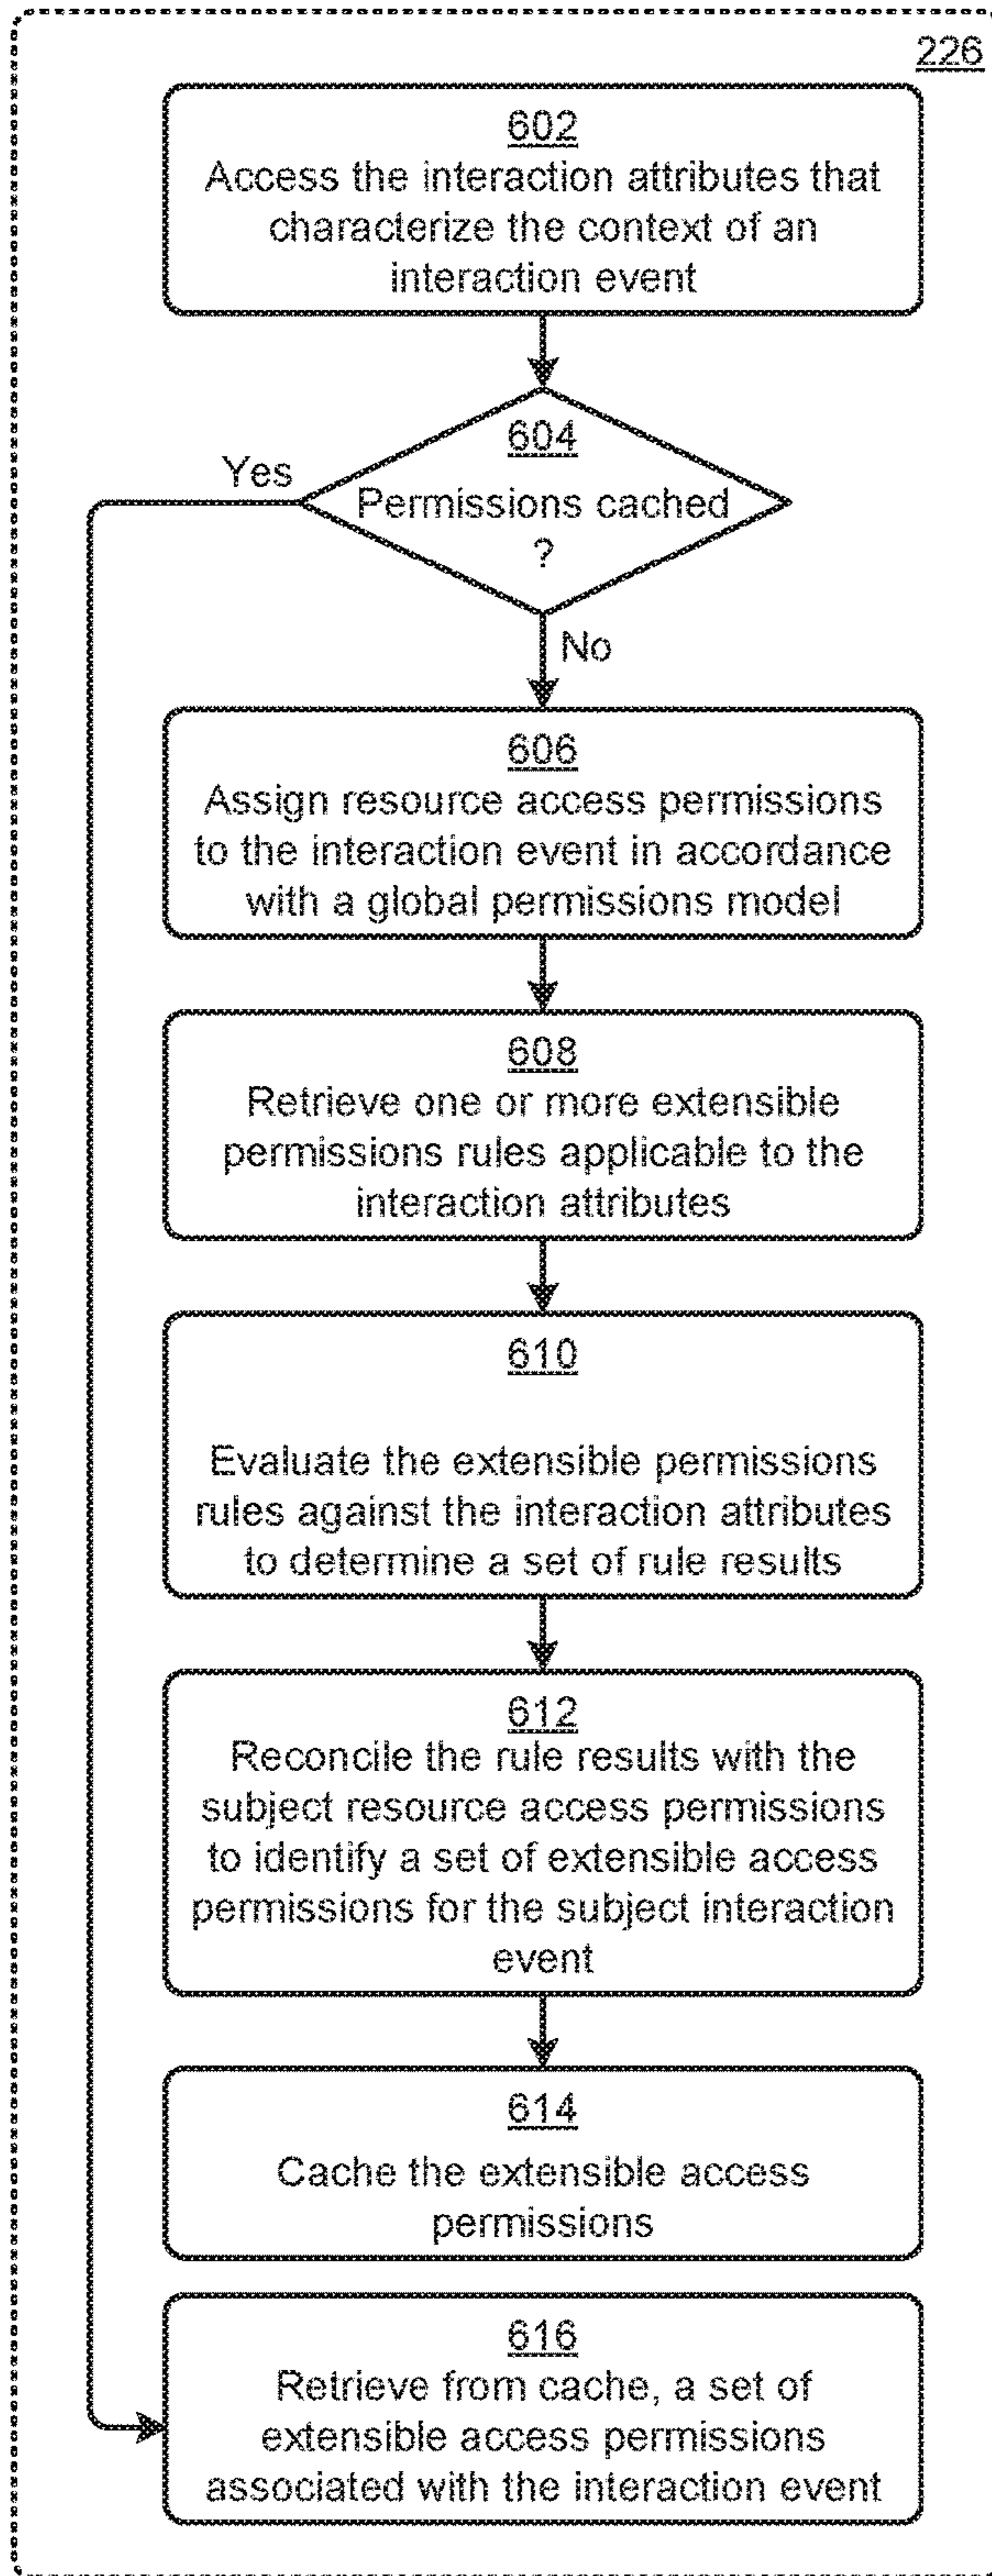 226
602
Access the interaction attributes that
characterize the context of an
interaction event
604
Yes
Permissions cached
?
No
606
Assign resource access permissions
to the interaction event in accordance
with a global permissions model
608
Retrieve one or more extensible
permissions rules applicable to the
interaction attributes
610
Evaluate the extensible permissions
rules against the interaction attributes
to determine a set of rule results
612
Reconcile the rule results with the
subject resource access permissions
to identify a set of extensible access
permissions for the subject interaction
event
614
Cache the extensible access
permissions
616
Retrieve from cache, a set of
extensible access permissions
associated with the interaction event